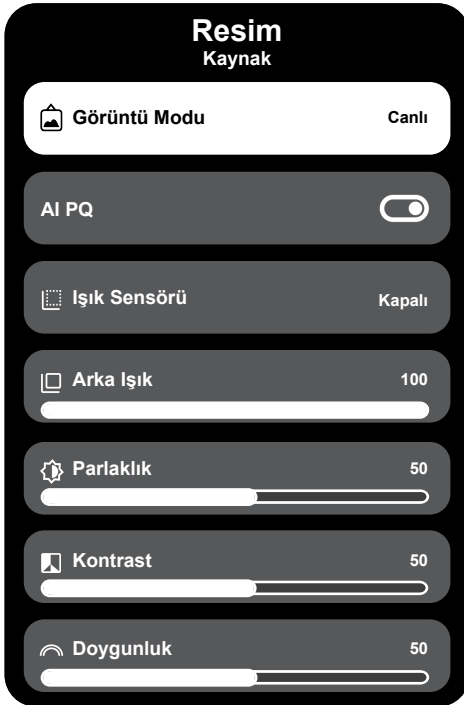 Resim
Kaynak
Görüntü Modu Canlı
AI PQ
Işık Sensörü Kapalı
Arka Işık 100
Parlaklık 50
Kontrast 50
Doygunluk 50